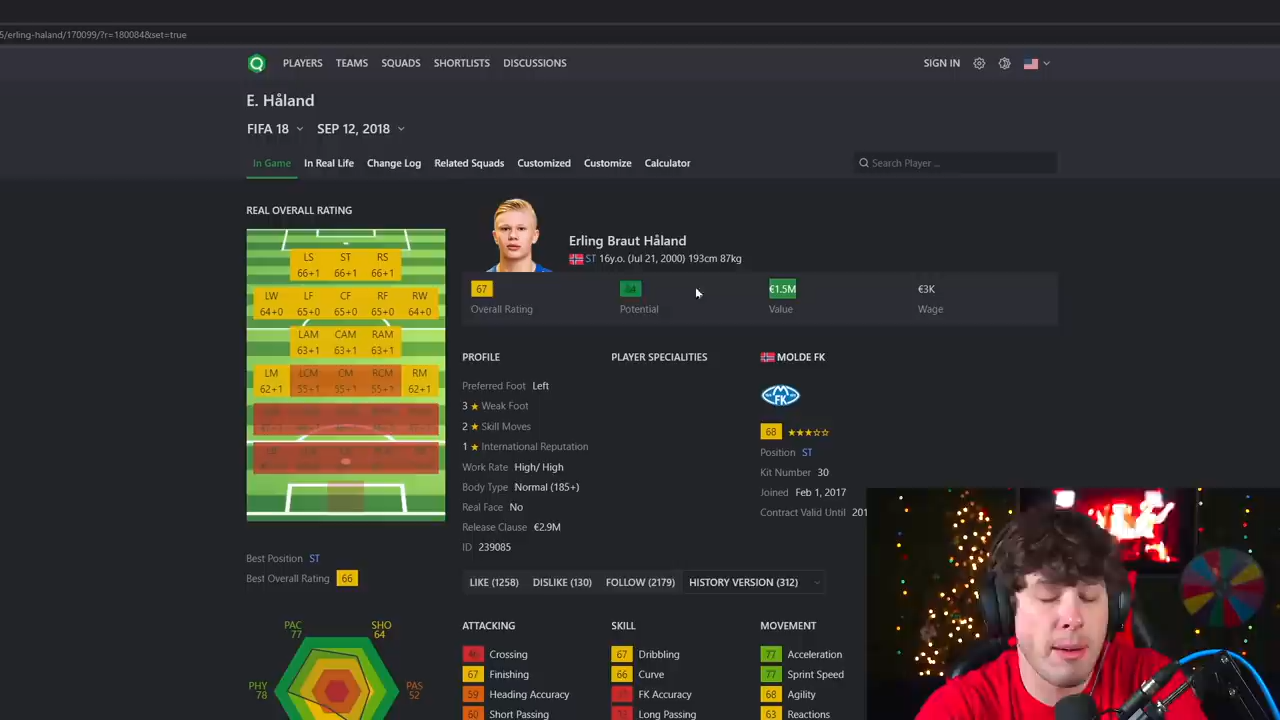 5/erling-haland/170099/?r=180084&set=true
PLAYERS TEAMS SQUADS SHORTLISTS DISCUSSIONS SIGN IN
E. Håland
FIFA 18 SEP 12, 2018
In Game In Real Life Change Log Related Squads Customized Customize Calculator Search Player ...
REAL OVERALL RATING
Erling Braut Håland
ST 16y.o. (Jul 21, 2000) 193cm 87kg
LS ST RS
66+1 66+1 66+1
LW LF CF RF RW
64+0 65+0 65+0 65+0 64+0
LAM CAM RAM
63+1 63+1 63+1
LM LCM CM RCM RM
62+1 55+1 55+1 55+1 62+1
67 84 €1.5M €3K
Overall Rating Potential Value Wage
PROFILE
Preferred Foot Left
3 ★ Weak Foot
2 ★ Skill Moves
1 ★ International Reputation
Work Rate High/ High
Body Type Normal (185+)
Real Face No
Release Clause €2.9M
ID 239085
PLAYER SPECIALITIES
MOLDE FK
68
Position ST
Kit Number 30
Joined Feb 1, 2017
Contract Valid Until 201
Best Position ST
Best Overall Rating 66
LIKE (1258) DISLIKE (130) FOLLOW (2179) HISTORY VERSION (312)
PAC
77
SHO
64
PHY
78
PAS
52
ATTACKING
Crossing
67 Finishing
59 Heading Accuracy
60 Short Passing
SKILL
67 Dribbling
66 Curve
FK Accuracy
Long Passing
MOVEMENT
77 Acceleration
77 Sprint Speed
68 Agility
63 Reactions